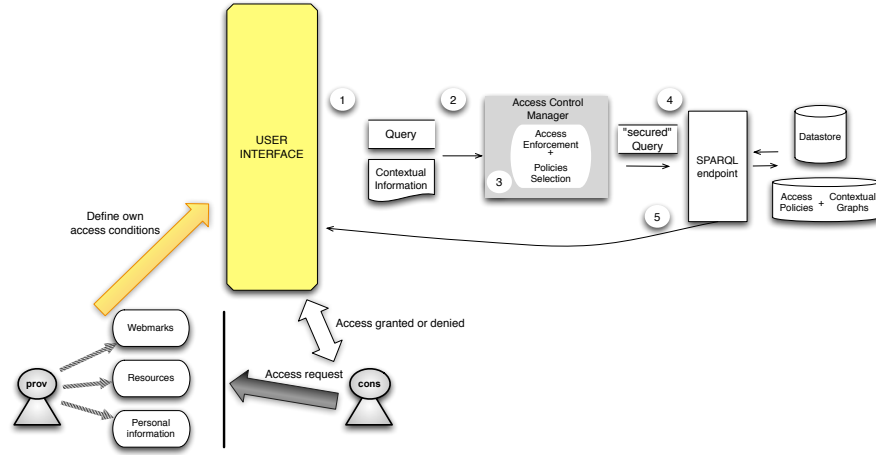 1
2
4
Access Control
Manager
USER
INTERFACE
Query
Contextual
Information
Access
Enforcement
+
Policies
Selection
3
"secured"
Query
SPARQL
endpoint
Datastore
Access
Policies
+
Contextual
Graphs
5
Define own
access conditions
Webmarks
Resources
Personal
information
prov
Access granted or denied
Access request
cons